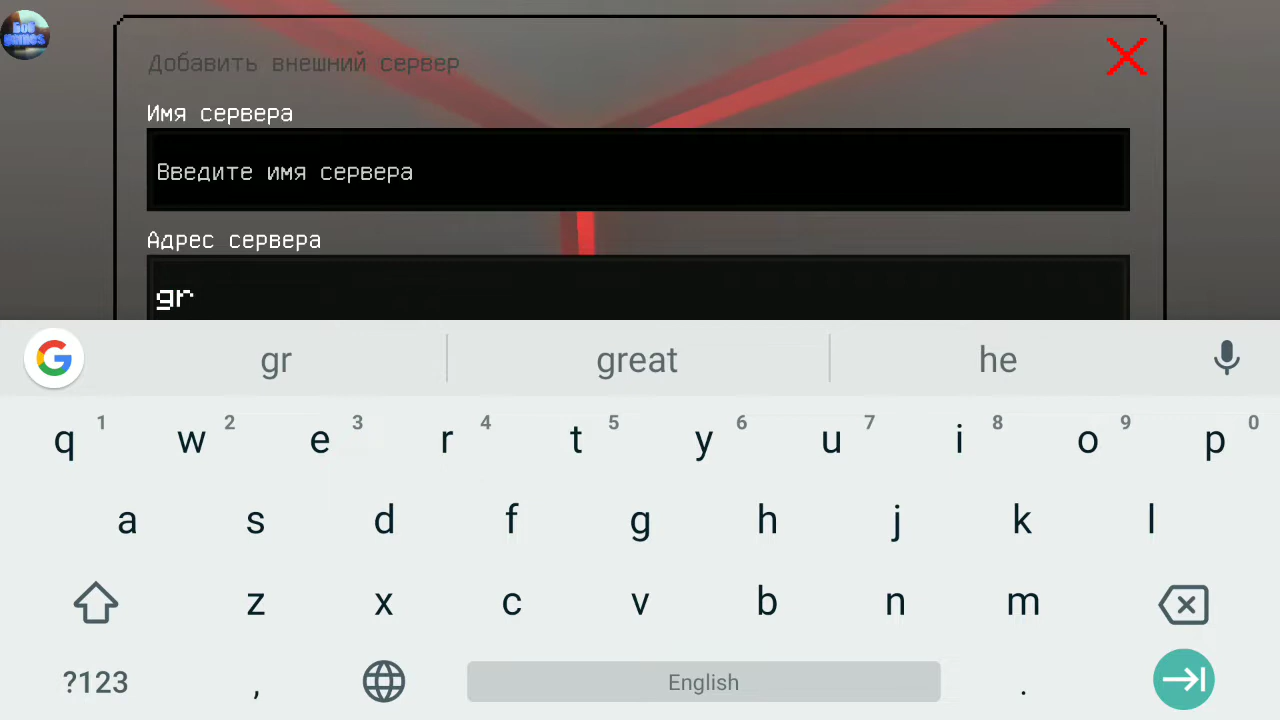 Добавить внешний сервер
Имя сервера
Введите имя сервера
Адрес сервера
gr
G gr great he
q 1 w 2 e 3 r 4 t 5 y 6 u 7 i 8 o 9 p 0
a s d f g h j k l
z x c v b n m
?123 , English .